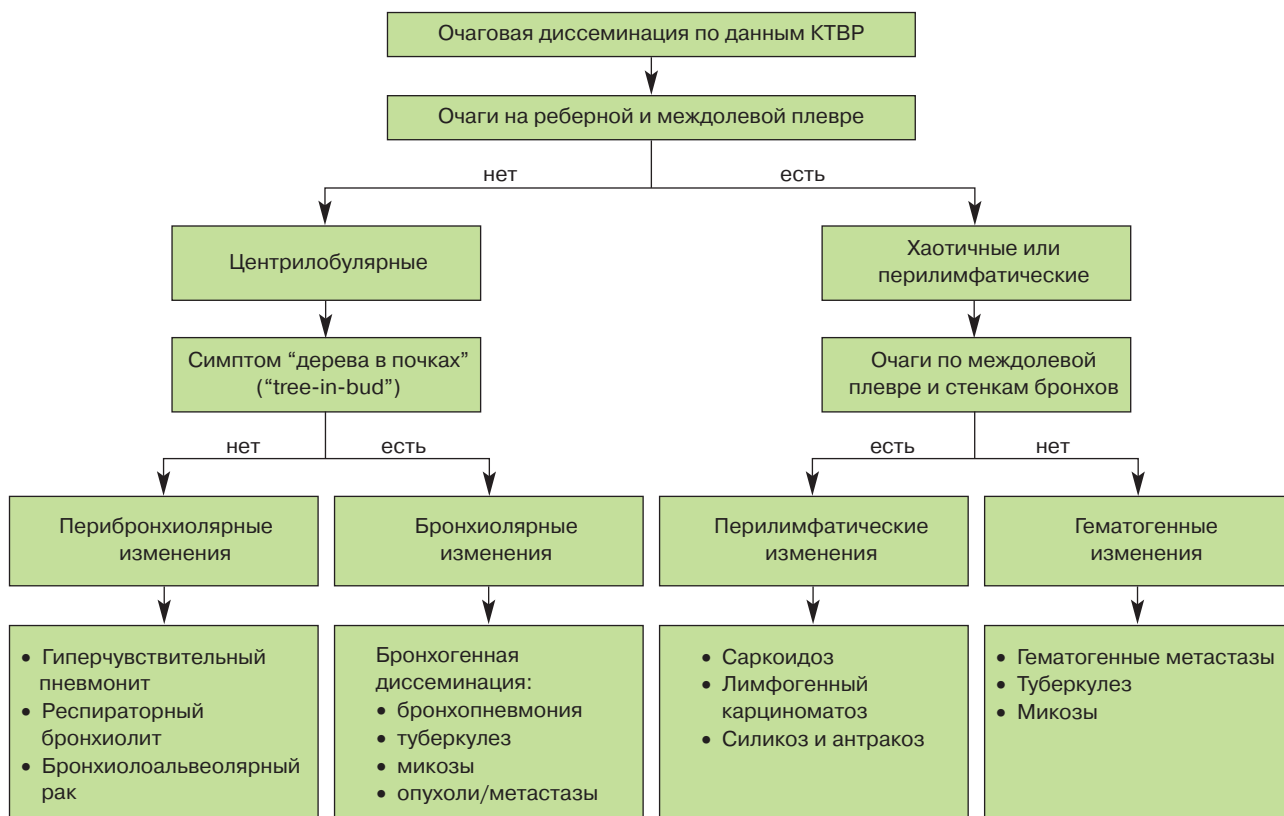 Очаговая диссеминация по данным КТВР
Очаги на реберной и междолевой плевре
нет
есть
Центрилобулярные
Хаотичные или
перилимфатические
Симптом “дерева в почках”
(“tree-in-bud”)
Очаги по междолевой
плевре и стенкам бронхов
нет
есть
есть
нет
Перибронхиолярные
изменения
Бронхиолярные
изменения
Перилимфатические
изменения
Гематогенные
изменения
• Гиперчувствительный
пневмонит
• Респираторный
бронхиолит
• Бронхиолоальвеолярный
рак
Бронхогенная
диссеминация:
• бронхопневмония
• туберкулез
• микозы
• опухоли/метастазы
• Саркоидоз
• Лимфогенный
карциноматоз
• Силикоз и антракоз
• Гематогенные метастазы
• Туберкулез
• Микозы